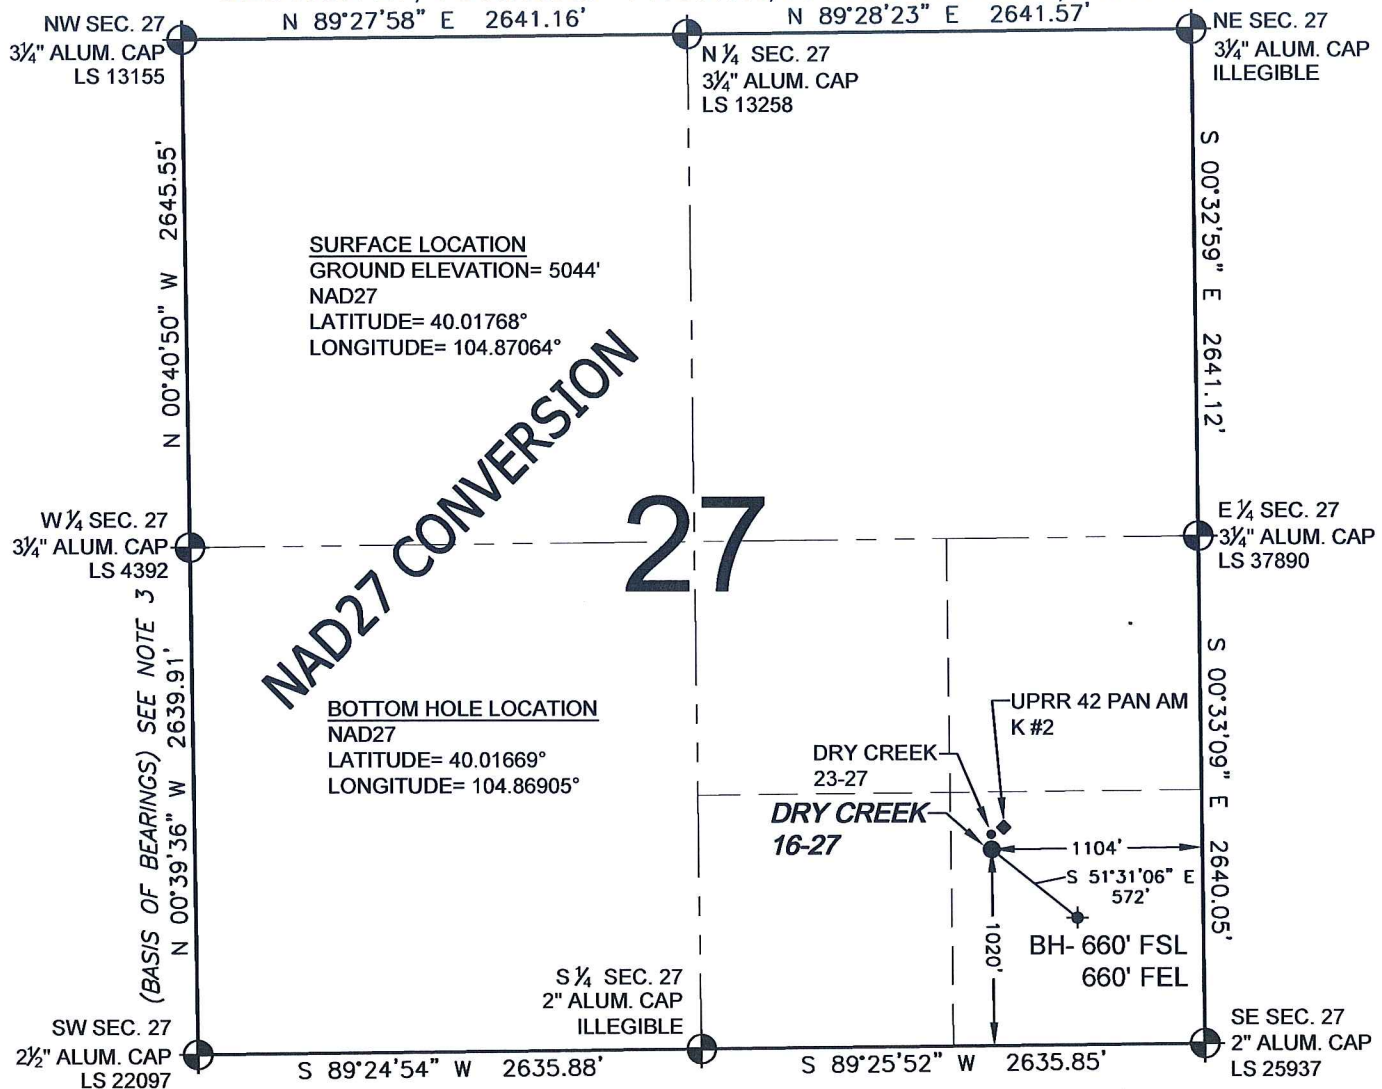 N 89°27'58" E 2641.16'
N 89°28'23" E 2641.57'
NW SEC. 27
3¼" ALUM. CAP
LS 13155
N ¼ SEC. 27
3¼" ALUM. CAP
LS 13258
NE SEC. 27
3¼" ALUM. CAP
ILLEGIBLE
N 00°40'50" W 2645.55'
S 00°32'59" E 2641.12'
SURFACE LOCATION
GROUND ELEVATION= 5044'
NAD27
LATITUDE= 40.01768°
LONGITUDE= 104.87064°
NAD27 CONVERSION
27
W ¼ SEC. 27
3¼" ALUM. CAP
LS 4392
E ¼ SEC. 27
3¼" ALUM. CAP
LS 37890
(BASIS OF BEARINGS) SEE NOTE 3
N 00°39'36" W 2639.91'
S 00°33'09" E 2640.05'
BOTTOM HOLE LOCATION
NAD27
LATITUDE= 40.01669°
LONGITUDE= 104.86905°
UPRR 42 PAN AM
K #2
DRY CREEK
23-27
DRY CREEK
16-27
1104'
S 51°31'06" E
572'
1020'
BH- 660' FSL
660' FEL
S ¼ SEC. 27
2" ALUM. CAP
ILLEGIBLE
SW SEC. 27
2½" ALUM. CAP
LS 22097
S 89°24'54" W 2635.88'
S 89°25'52" W 2635.85'
SE SEC. 27
2" ALUM. CAP
LS 25937